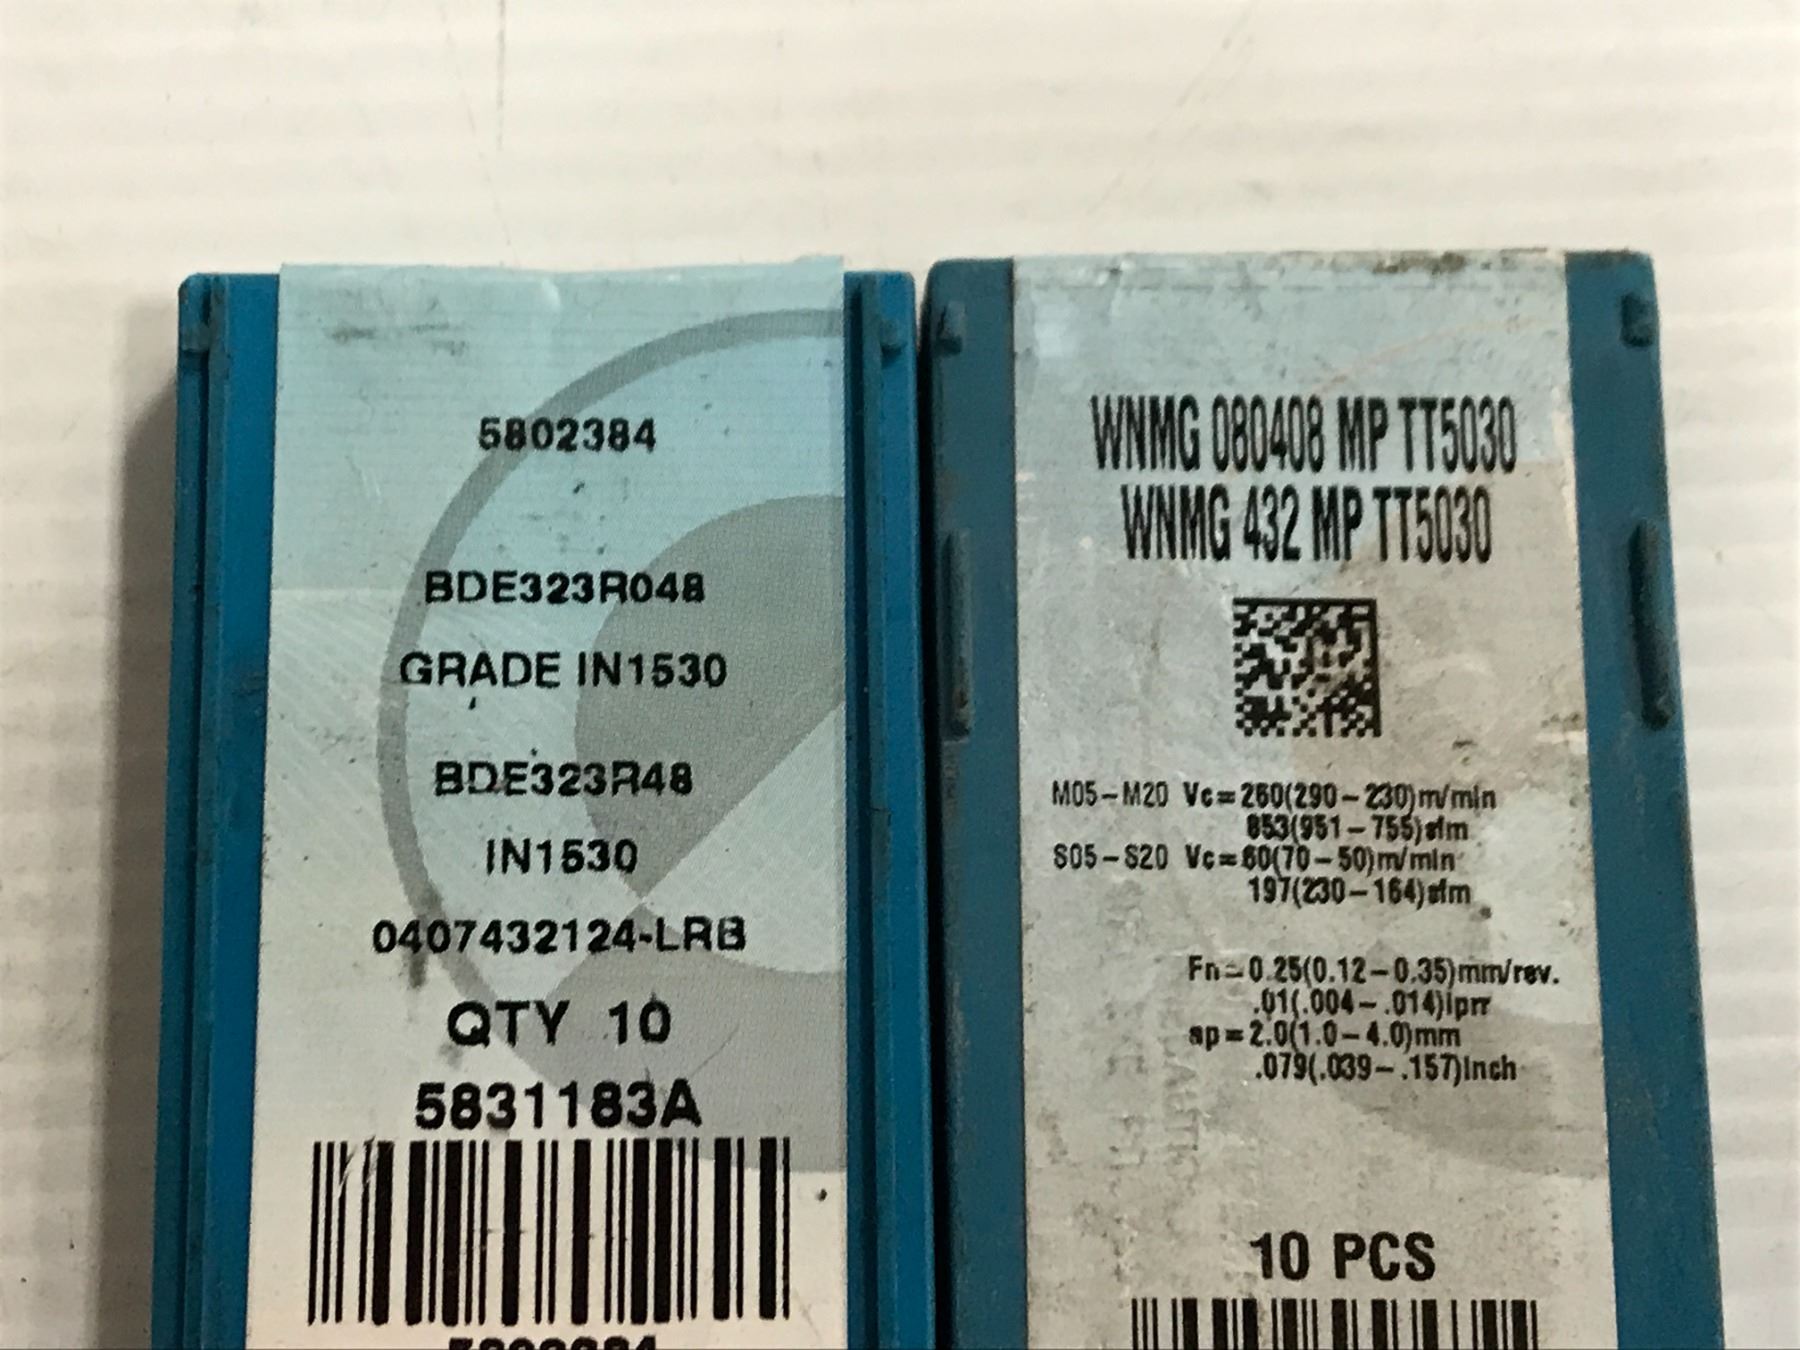 5802384
BDE323R048
GRADE IN1530
BDE323R48
IN1530
0407432124-LRB
QTY 10
5831183A
5802384
WNMG 080408 MP TT5030
WNMG 432 MP TT5030
M05-M20 Vc=260(290-230)m/min
853(951-755)sfm
S05-S20 Vc=60(70-50)m/min
197(230-164)sfm
Fn=0.25(0.12-0.35)mm/rev.
.01(.004-.014)iprr
ap=2.0(1.0-4.0)mm
.079(.039-.157)inch
10 PCS